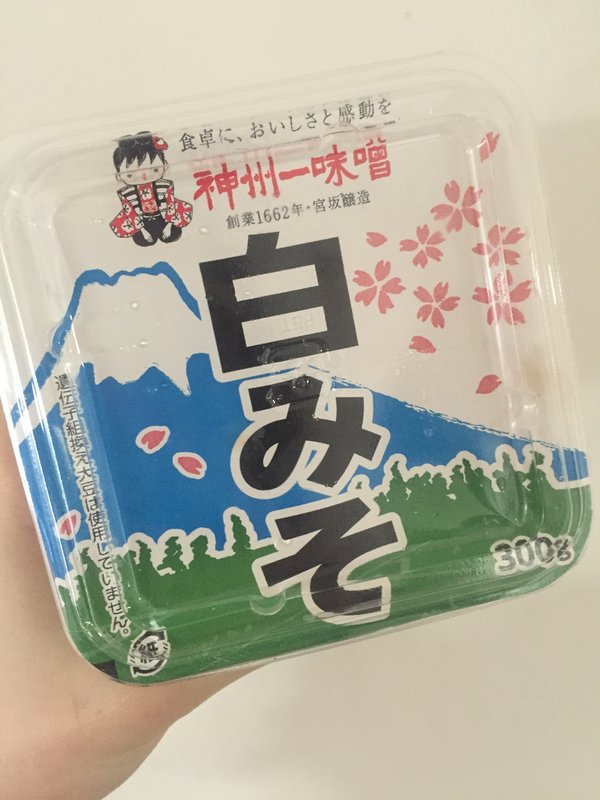 食卓に、おいしさと感動を
神州一味噌
創業1662年・宮坂醸造
白みそ
遺伝子組換え大豆は使用していません。
300g
紙